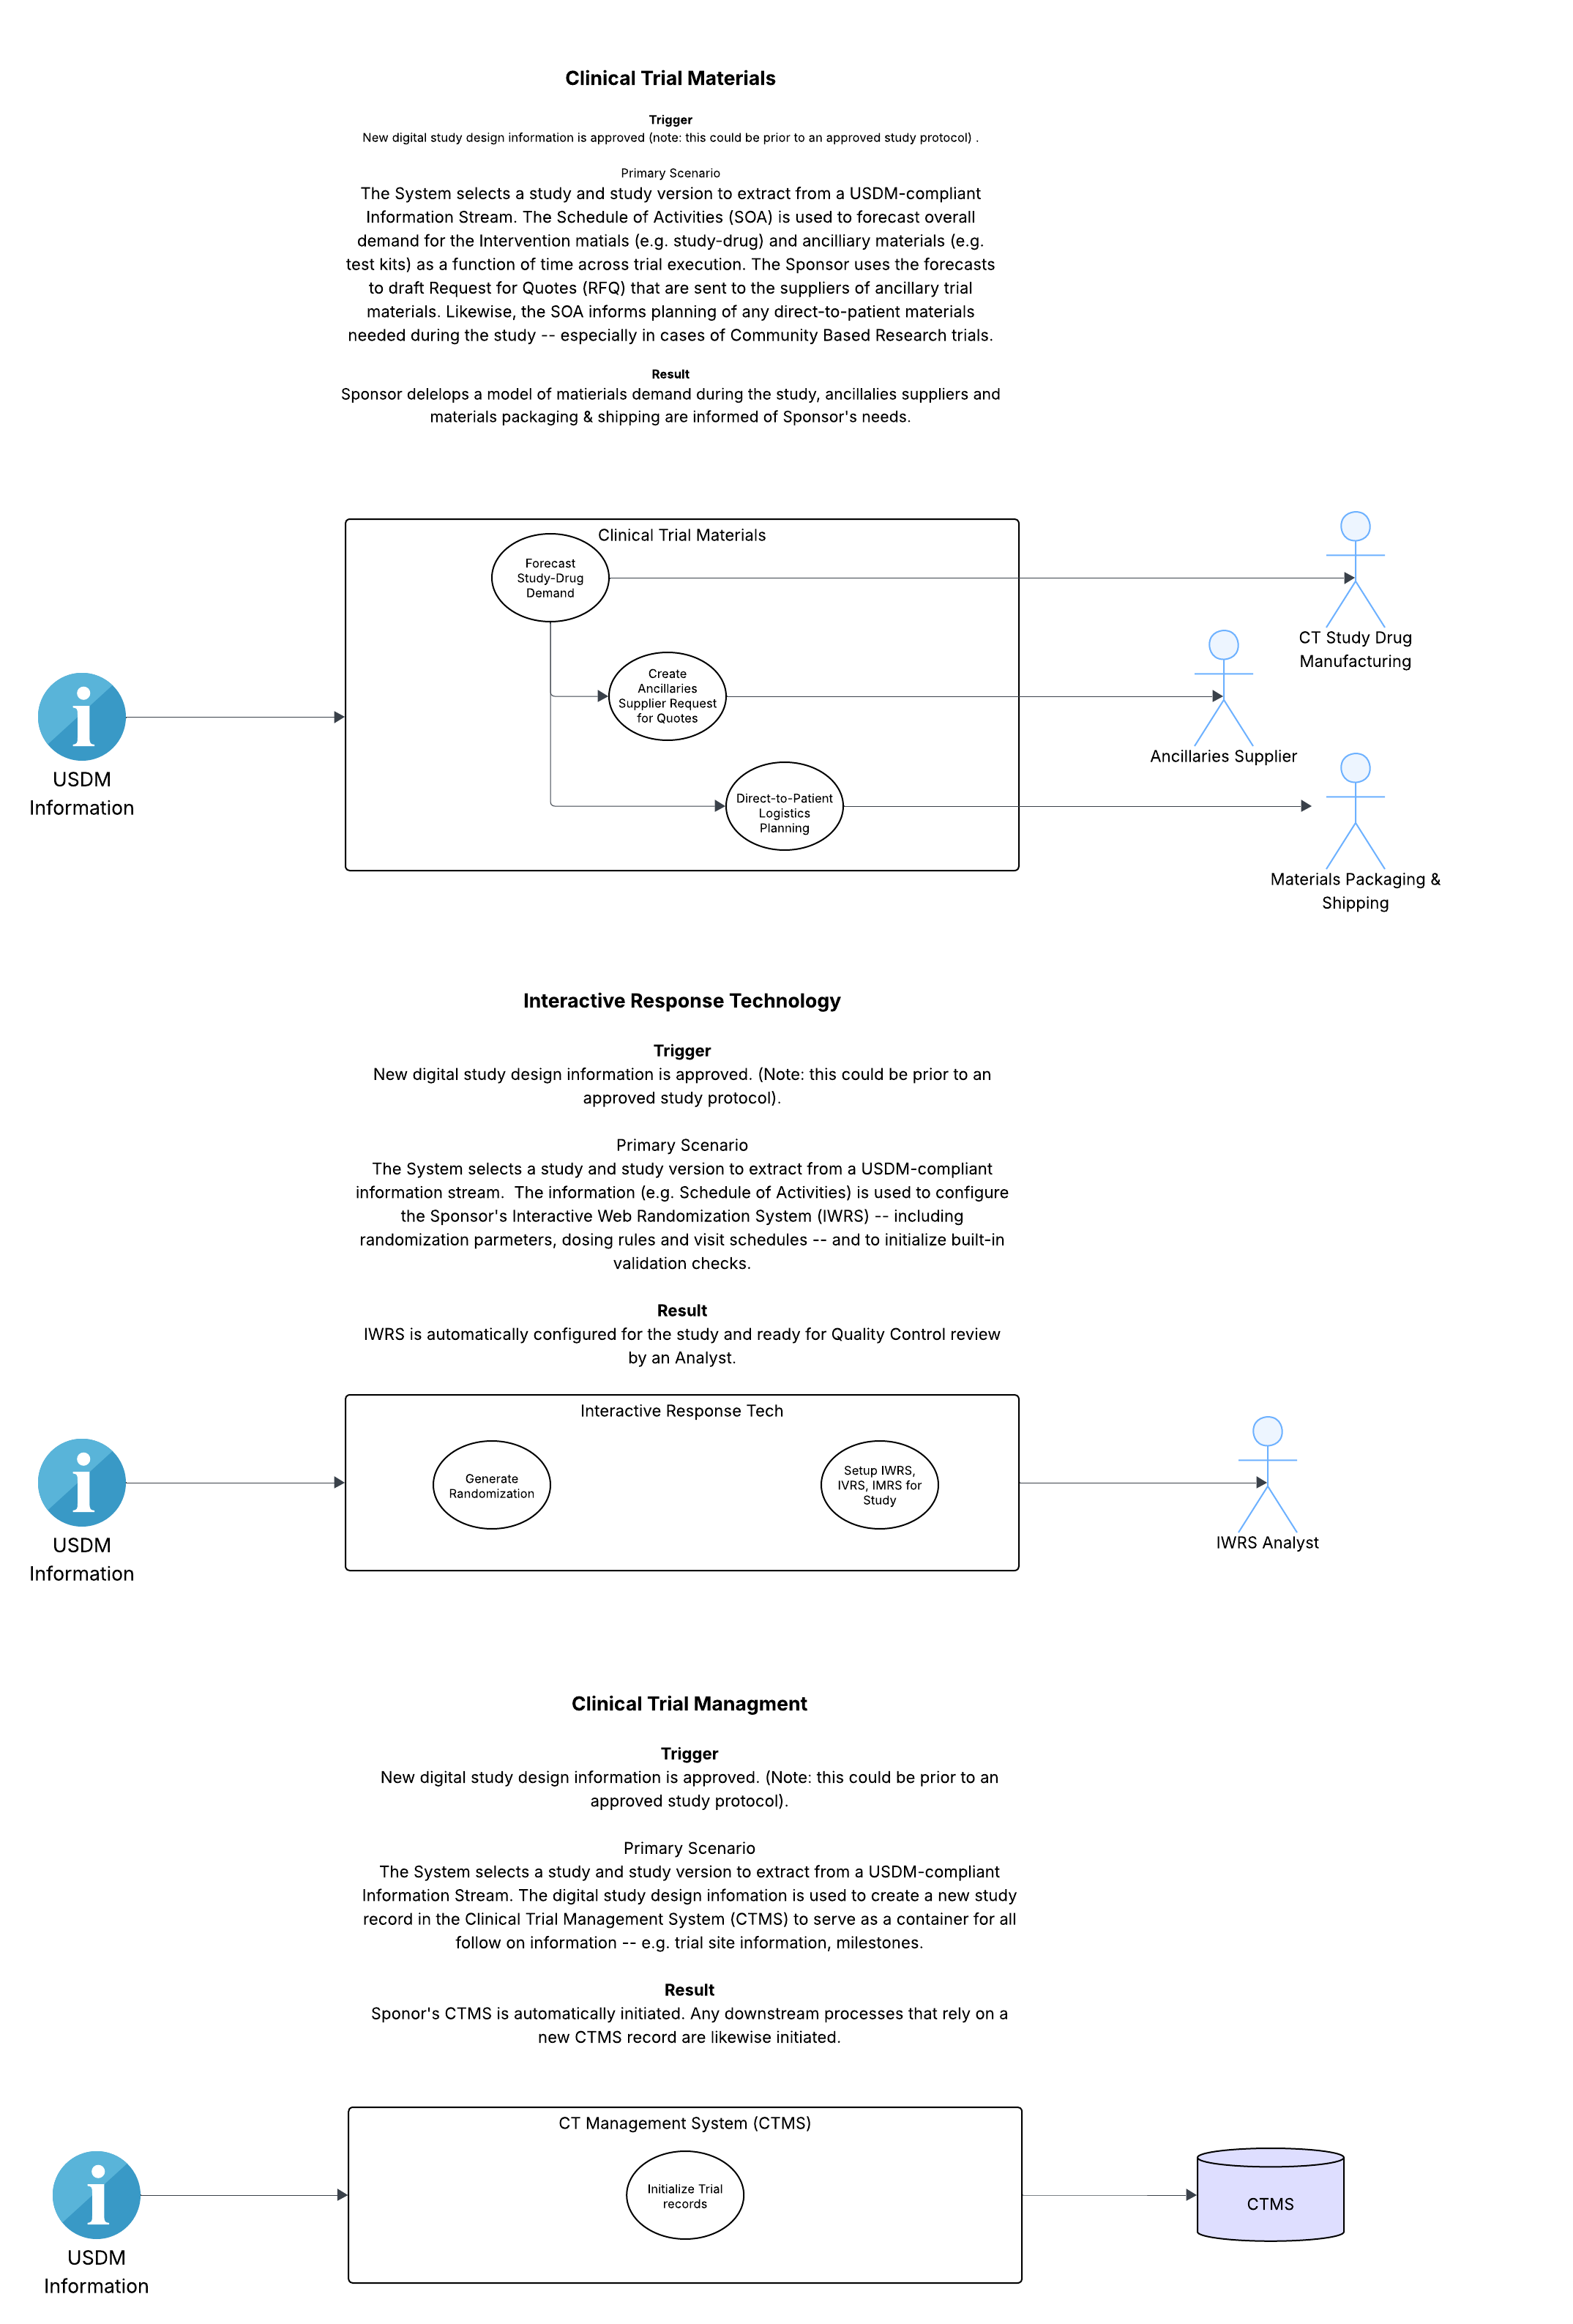 Clinical Trial Materials
Trigger
New digital study design information is approved (note: this could be prior to an approved study protocol) .
Primary Scenario
The System selects a study and study version to extract from a USDM-compliant
Information Stream. The Schedule of Activities (SOA) is used to forecast overall
demand for the Intervention matials (e.g. study-drug) and ancilliary materials (e.g.
test kits) as a function of time across trial execution. The Sponsor uses the forecasts
to draft Request for Quotes (RFQ) that are sent to the suppliers of ancillary trial
materials. Likewise, the SOA informs planning of any direct-to-patient materials
needed during the study -- especially in cases of Community Based Research trials.
Result
Sponsor delelops a model of matierials demand during the study, ancillalies suppliers and
materials packaging & shipping are informed of Sponsor's needs.
Clinical Trial Materials
Forecast
Study-Drug
Demand
CT Study Drug
Manufacturing
Create
Ancillaries
Supplier Request
for Quotes
Ancillaries Supplier
USDM
Information
Direct-to-Patient
Logistics
Planning
Materials Packaging &
Shipping
Interactive Response Technology
Trigger
New digital study design information is approved. (Note: this could be prior to an
approved study protocol).
Primary Scenario
The System selects a study and study version to extract from a USDM-compliant
information stream.  The information (e.g. Schedule of Activities) is used to configure
the Sponsor's Interactive Web Randomization System (IWRS) -- including
randomization parmeters, dosing rules and visit schedules -- and to initialize built-in
validation checks.
Result
IWRS is automatically configured for the study and ready for Quality Control review
by an Analyst.
Interactive Response Tech
Generate
Randomization
Setup IWRS,
IVRS, IMRS for
Study
USDM
Information
IWRS Analyst
Clinical Trial Managment
Trigger
New digital study design information is approved. (Note: this could be prior to an
approved study protocol).
Primary Scenario
The System selects a study and study version to extract from a USDM-compliant
Information Stream. The digital study design infomation is used to create a new study
record in the Clinical Trial Management System (CTMS) to serve as a container for all
follow on information -- e.g. trial site information, milestones.
Result
Sponor's CTMS is automatically initiated. Any downstream processes that rely on a
new CTMS record are likewise initiated.
CT Management System (CTMS)
Initialize Trial
records
CTMS
USDM
Information